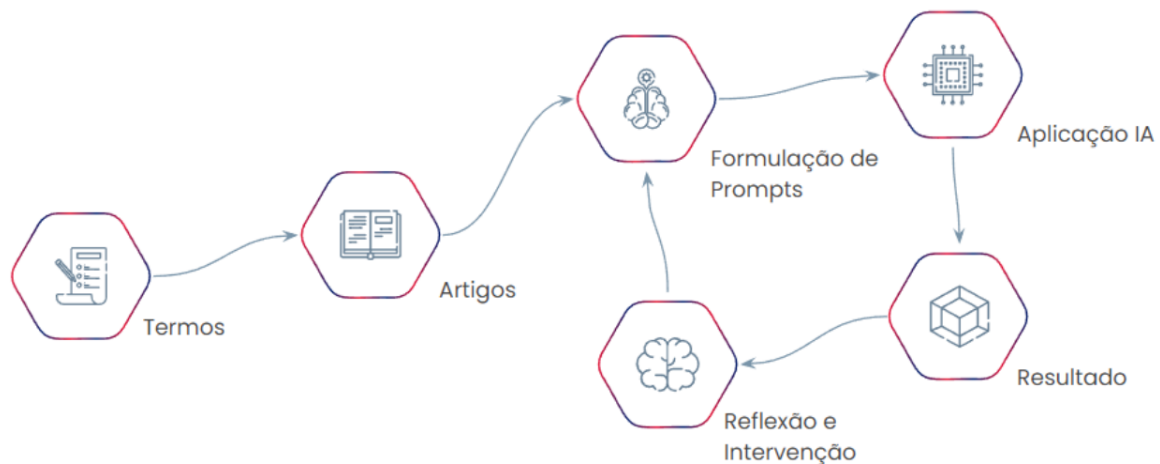 Termos
Artigos
Formulação de
Prompts
Aplicação IA
Resultado
Reflexão e
Intervenção